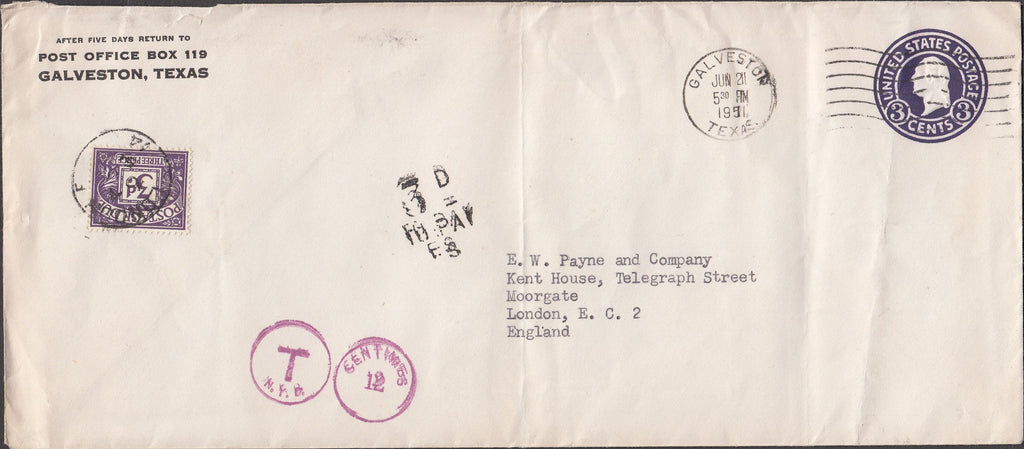 AFTER FIVE DAYS RETURN TO
POST OFFICE BOX 119
GALVESTON, TEXAS
GALVESTON
JUN 21
5 30 PM
1951
TEXAS
UNITED STATES POSTAGE
3 3
CENTS
POSTAGE DUE
3d
THREE PENCE
3 D
E. W. Payne and Company
Kent House, Telegraph Street
Moorgate
London, E. C. 2
England
T
N.Y.B.
CENTIMES
12